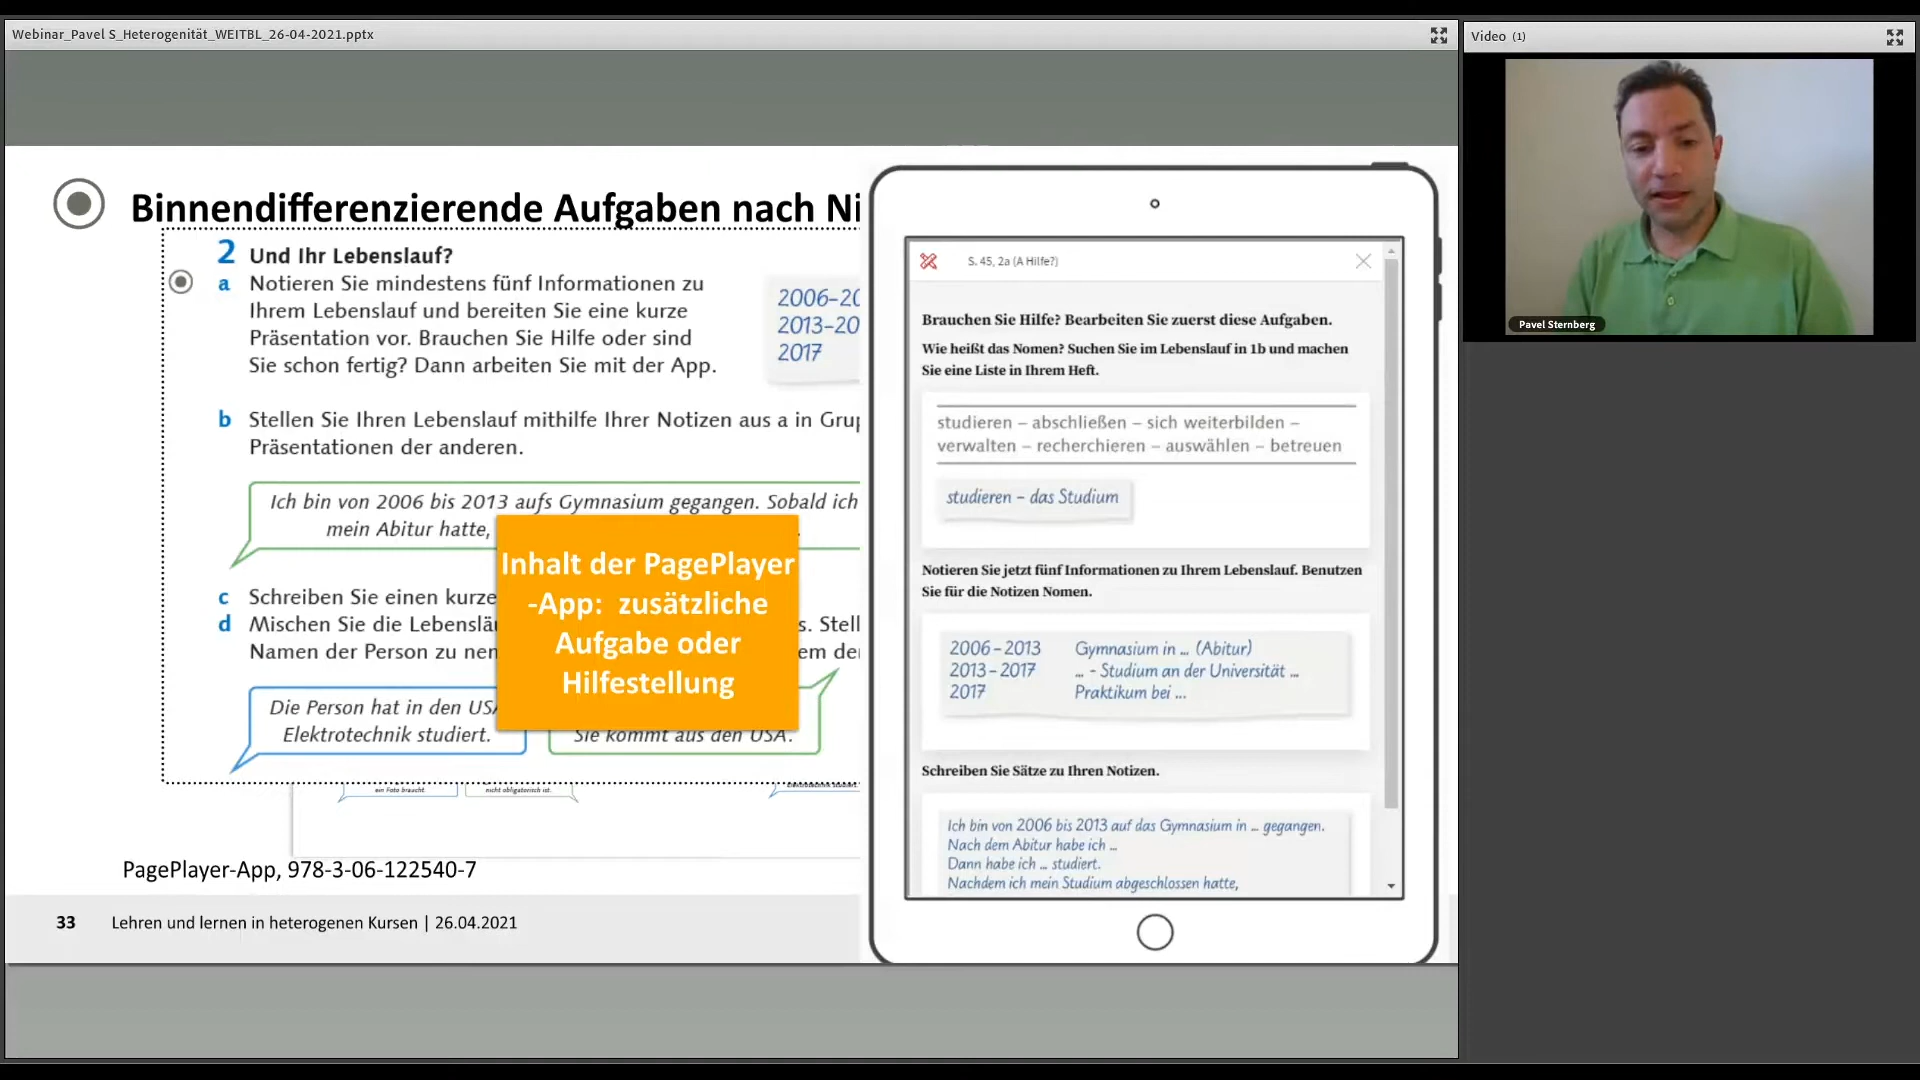 Webinar_Pavel S_Heterogenität_WEITBL_26-04-2021.pptx
Video (1)
Pavel Sternberg
Binnendifferenzierende Aufgaben nach Ni
2 Und Ihr Lebenslauf?
a Notieren Sie mindestens fünf Informationen zu
Ihrem Lebenslauf und bereiten Sie eine kurze
Präsentation vor. Brauchen Sie Hilfe oder sind
Sie schon fertig? Dann arbeiten Sie mit der App.
2006–20
2013–20
2017
b Stellen Sie Ihren Lebenslauf mithilfe Ihrer Notizen aus a in Grup
Präsentationen der anderen.
Ich bin von 2006 bis 2013 aufs Gymnasium gegangen. Sobald ich
mein Abitur hatte,
c Schreiben Sie einen kurze
d Mischen Sie die Lebensläu s. Stell
Namen der Person zu nen em der
Die Person hat in den USA
Elektrotechnik studiert.
Sie kommt aus den USA.
Inhalt der PagePlayer
-App: zusätzliche
Aufgabe oder
Hilfestellung
ein Foto braucht.
nicht obligatorisch ist.
Elektrotechnik studiert.
PagePlayer-App, 978-3-06-122540-7
33 Lehren und lernen in heterogenen Kursen | 26.04.2021
S. 45, 2a (A Hilfe?)
Brauchen Sie Hilfe? Bearbeiten Sie zuerst diese Aufgaben.
Wie heißt das Nomen? Suchen Sie im Lebenslauf in 1b und machen
Sie eine Liste in Ihrem Heft.
studieren – abschließen – sich weiterbilden –
verwalten – recherchieren – auswählen – betreuen
studieren – das Studium
Notieren Sie jetzt fünf Informationen zu Ihrem Lebenslauf. Benutzen
Sie für die Notizen Nomen.
2006–2013 Gymnasium in ... (Abitur)
2013–2017 ... - Studium an der Universität ...
2017 Praktikum bei ...
Schreiben Sie Sätze zu Ihren Notizen.
Ich bin von 2006 bis 2013 auf das Gymnasium in ... gegangen.
Nach dem Abitur habe ich ...
Dann habe ich ... studiert.
Nachdem ich mein Studium abgeschlossen hatte,